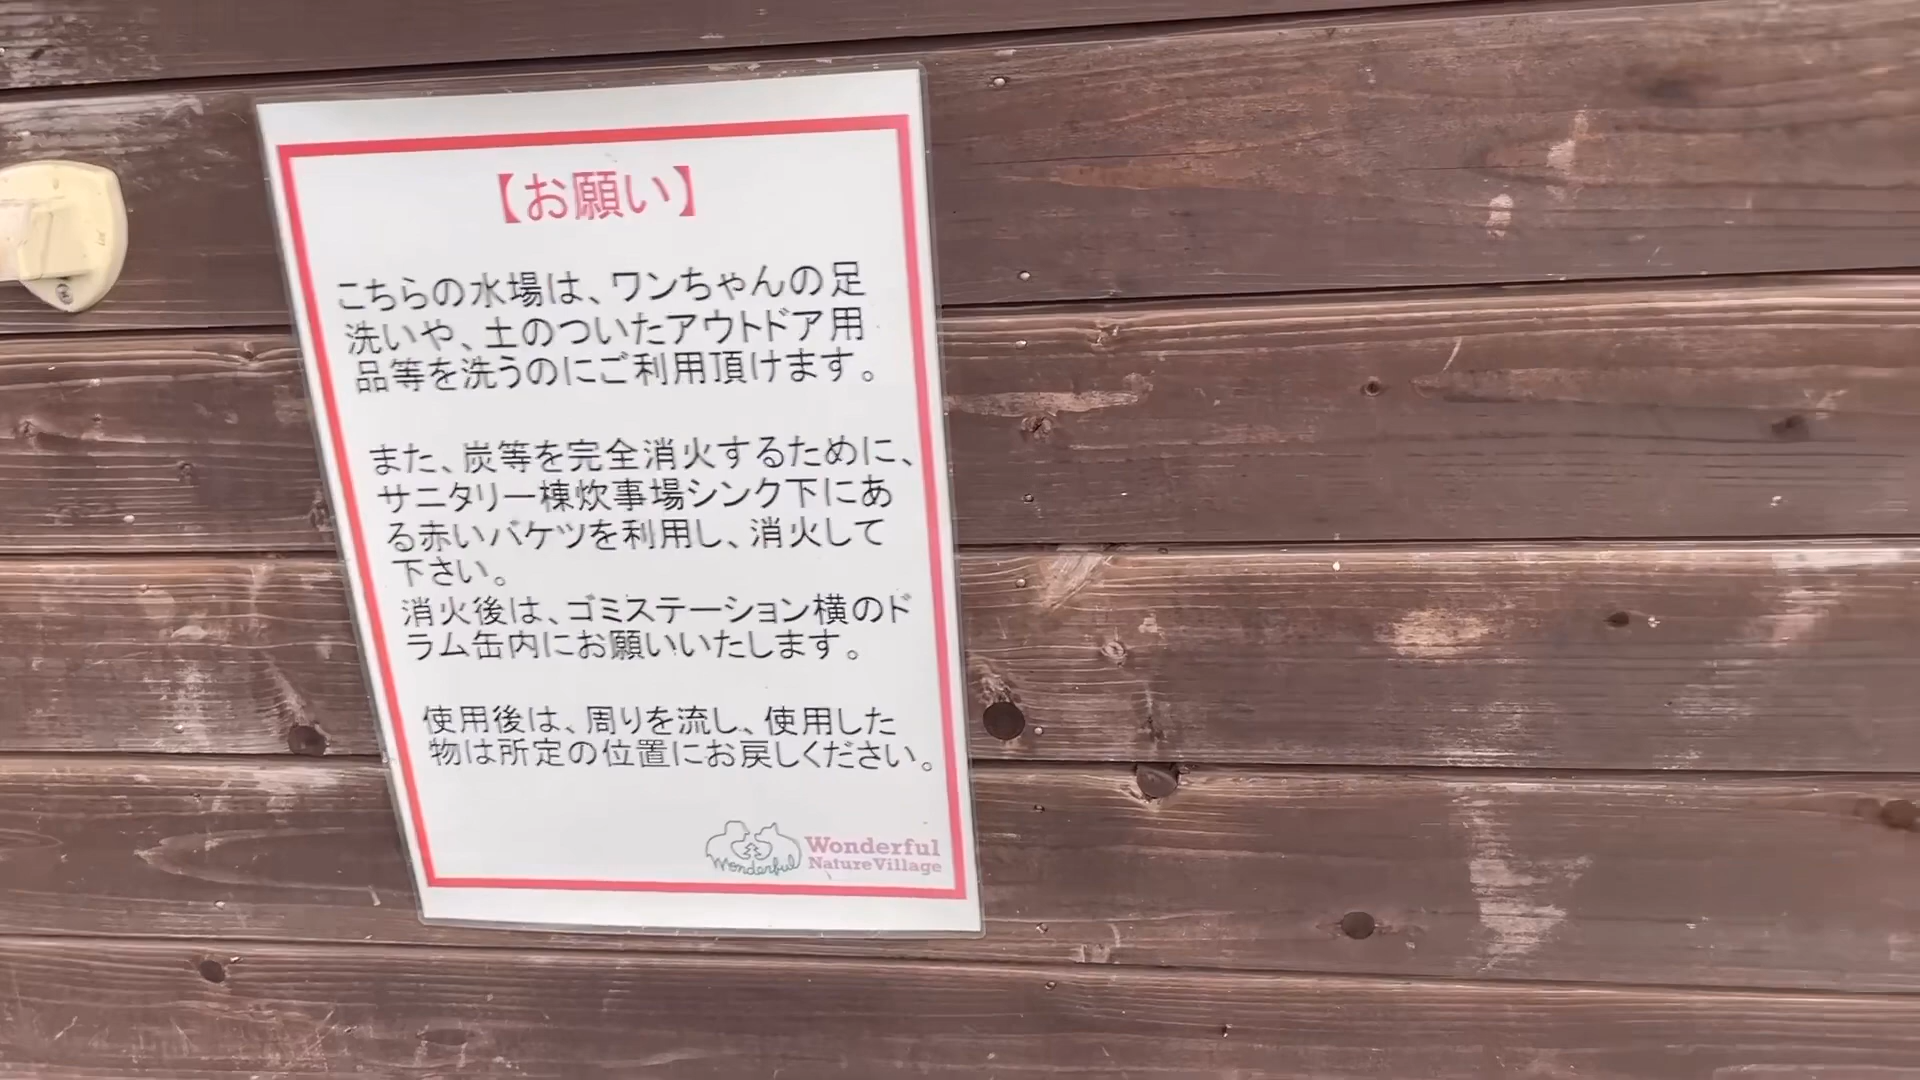 【お願い】
こちらの水場は、ワンちゃんの足
洗いや、土のついたアウトドア用
品等を洗うのにご利用頂けます。
また、炭等を完全消火するために、
サニタリー棟炊事場シンク下にあ
る赤いバケツを利用し、消火して
下さい。
消火後は、ゴミステーション横のド
ラム缶内にお願いいたします。
使用後は、周りを流し、使用した
物は所定の位置にお戻しください。
Wonderful
Wonderful
NatureVillage